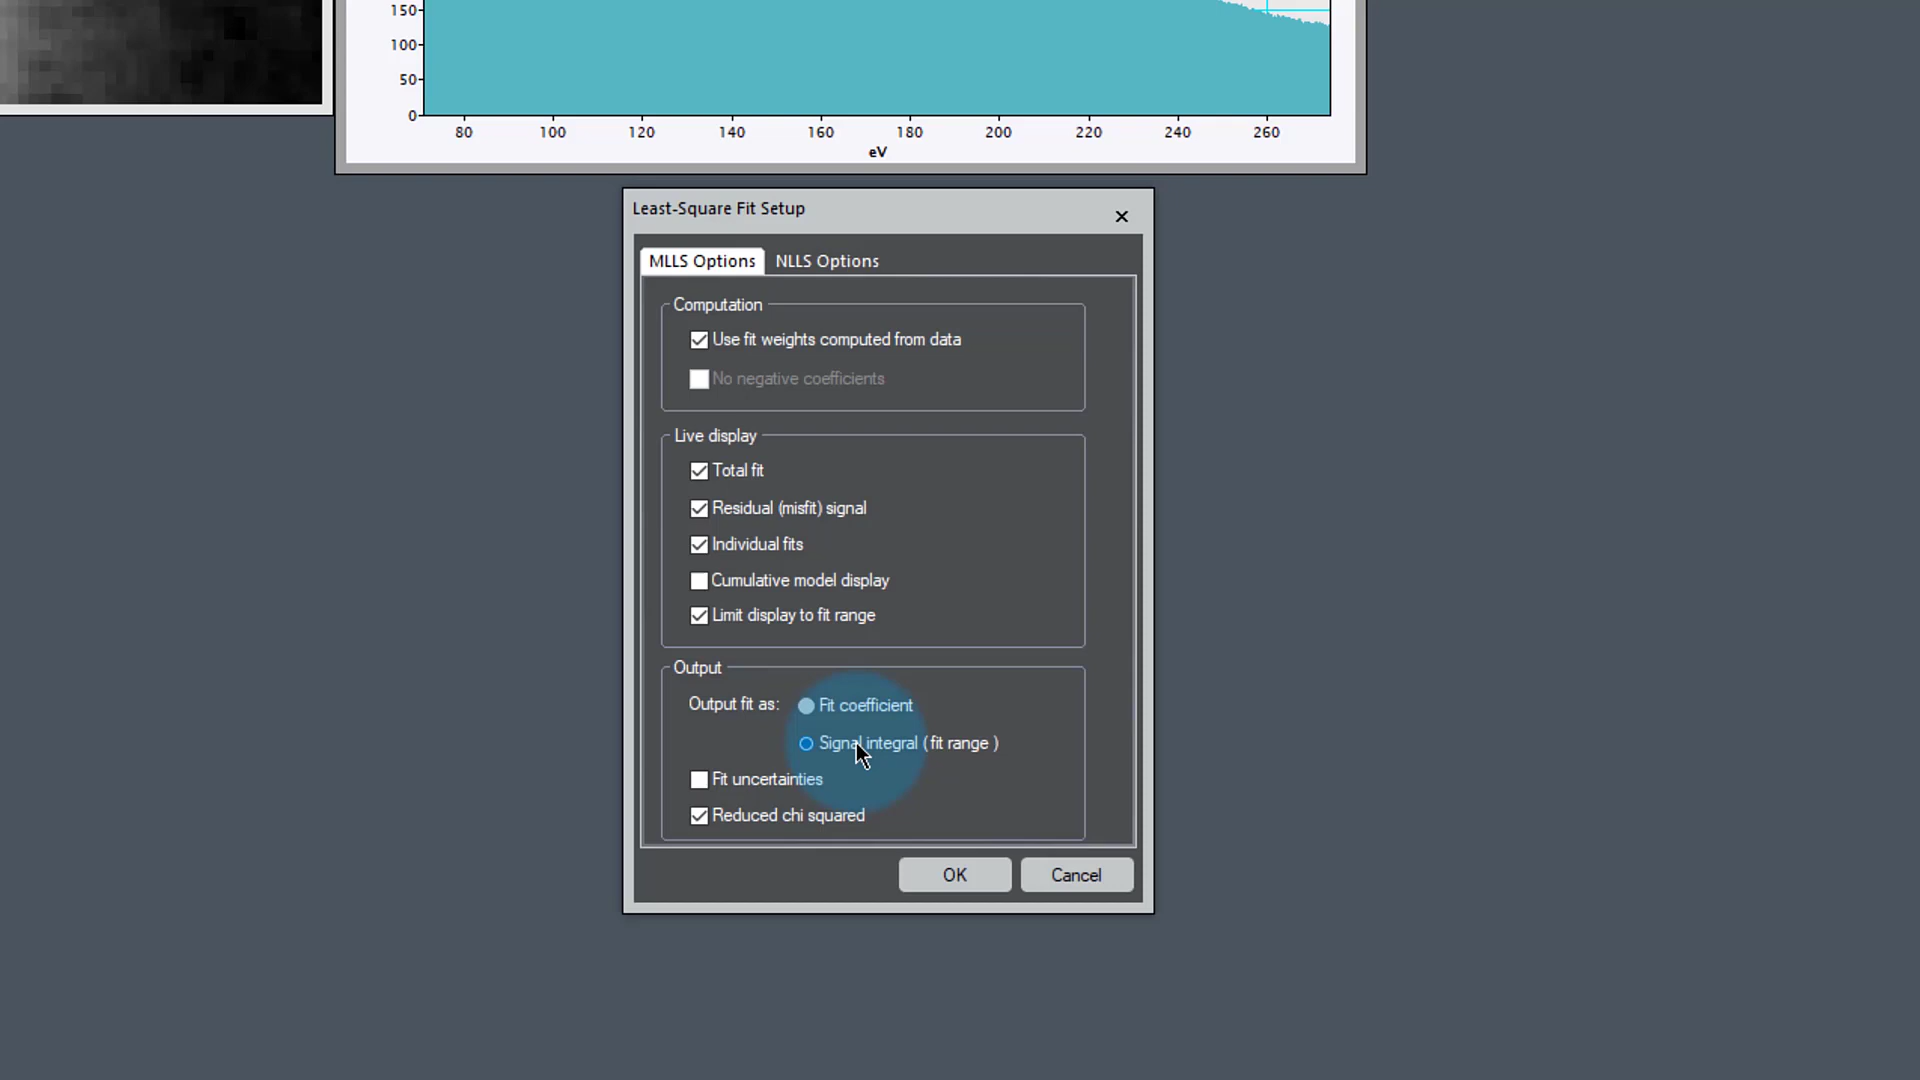 150
100
50
0
80 100 120 140 160 180 200 220 240 260
eV
Least-Square Fit Setup
MLLS Options NLLS Options
Computation
Use fit weights computed from data
No negative coefficients
Live display
Total fit
Residual (misfit) signal
Individual fits
Cumulative model display
Limit display to fit range
Output
Output fit as: Fit coefficient
Signal integral ( fit range )
Fit uncertainties
Reduced chi squared
OK Cancel